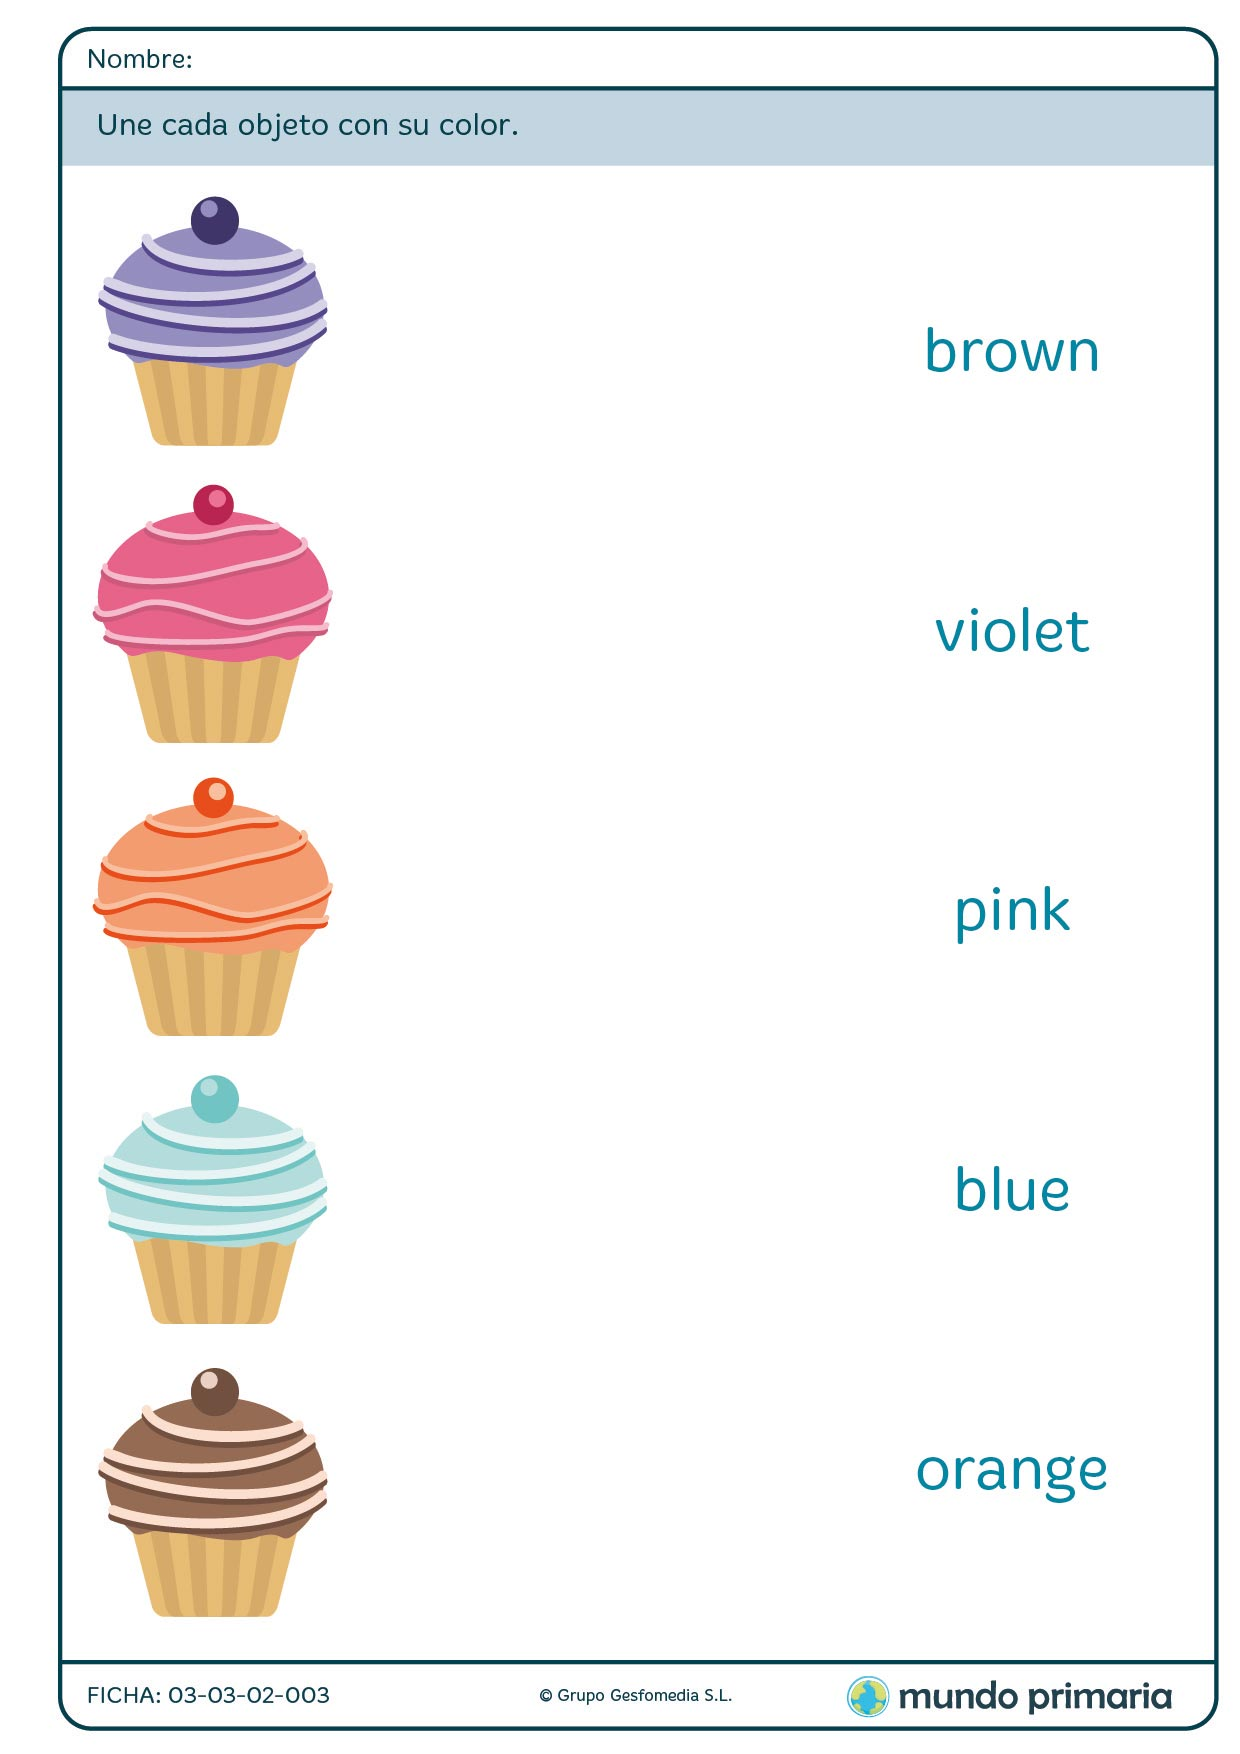 Nombre:
Une cada objeto con su color.
brown
violet
pink
blue
orange
FICHA: 03-03-02-003
© Grupo Gesfomedia S.L.
mundo primaria